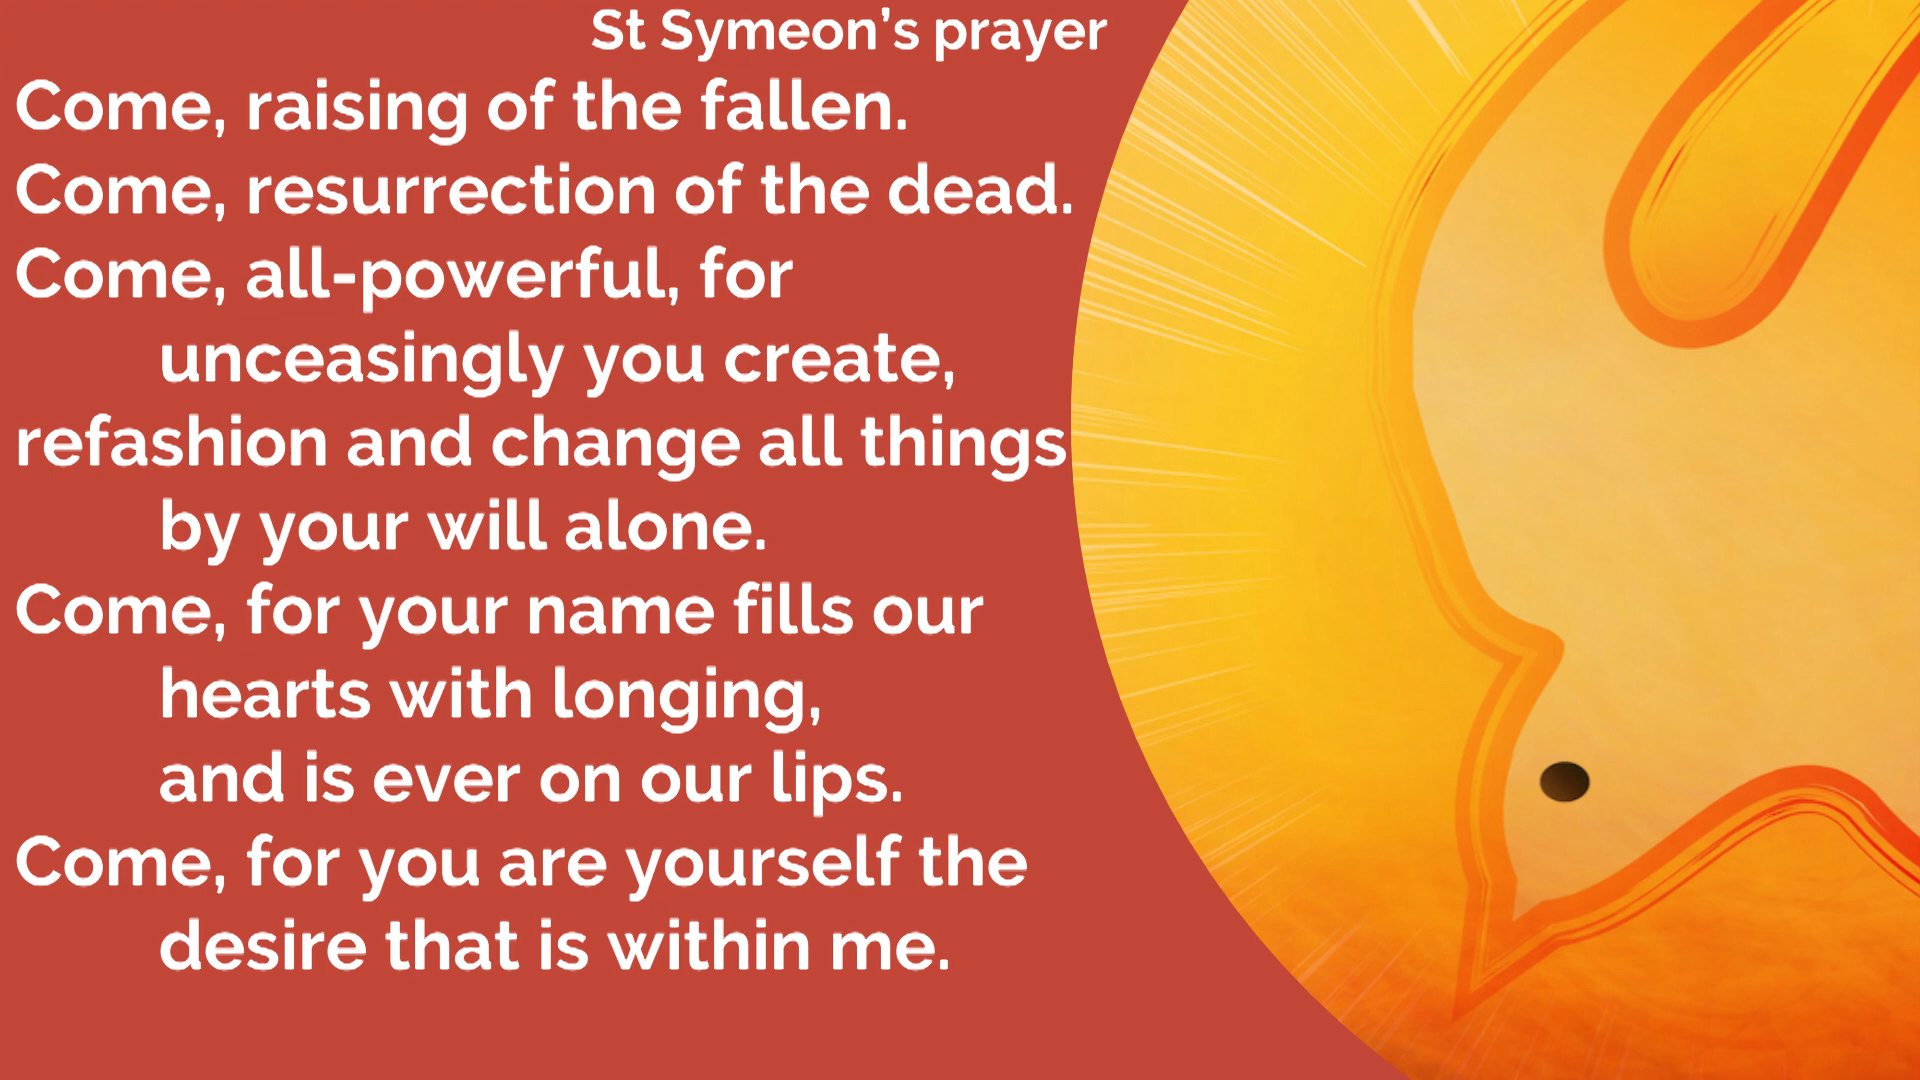 St Symeon's prayer
Come, raising of the fallen.
Come, resurrection of the dead.
Come, all-powerful, for
unceasingly you create,
refashion and change all things
by your will alone.
Come, for your name fills our
hearts with longing,
and is ever on our lips.
Come, for you are yourself the
desire that is within me.